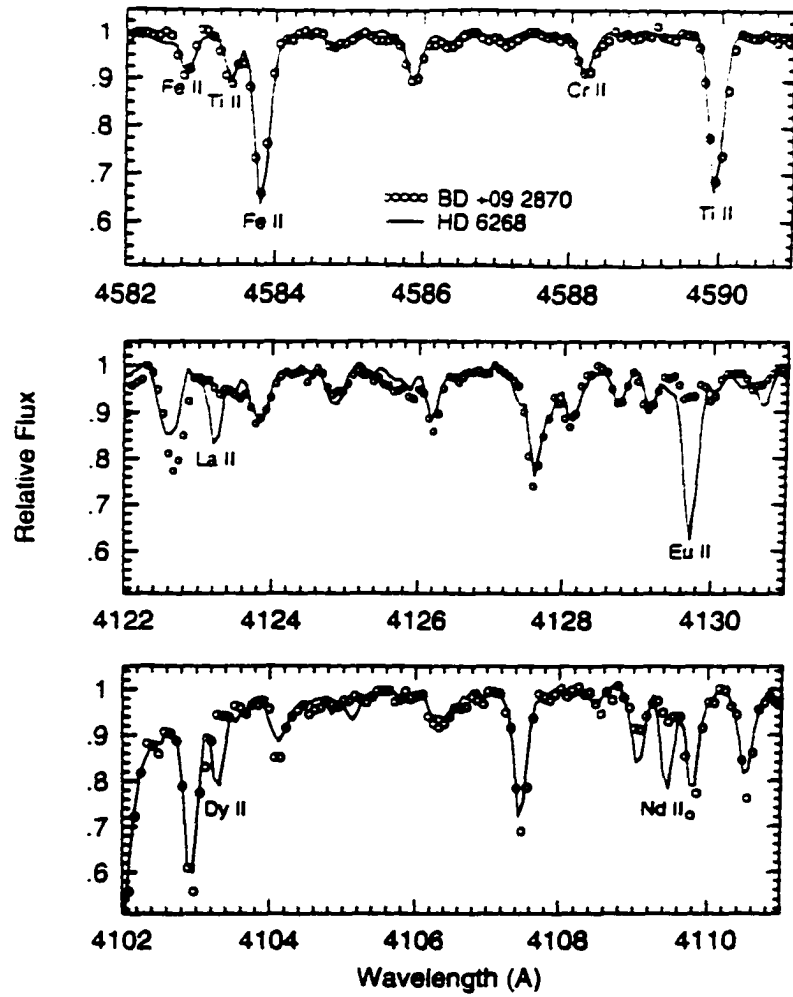 1
.9
.8
.7
.6
Fe II
Ti II
Fe II
Cr II
Ti II
BD +09 2870
HD 6268
4582
4584
4586
4588
4590
Relative Flux
1
.9
.8
.7
.6
La II
Eu II
4122
4124
4126
4128
4130
1
.9
.8
.7
.6
Dy II
Nd II
4102
4104
4106
4108
4110
Wavelength (A)